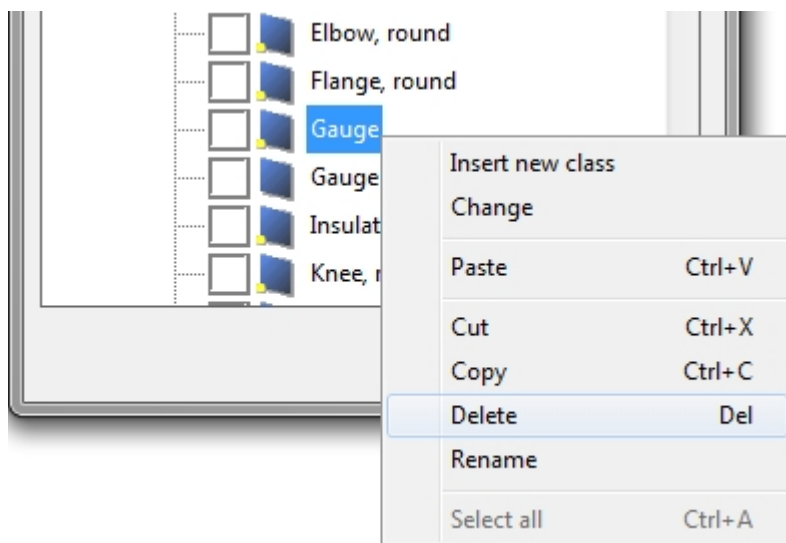 Elbow, round
Flange, round
Gauge
Gauge
Insulat
Knee, r
Insert new class
Change
Paste Ctrl+V
Cut Ctrl+X
Copy Ctrl+C
Delete Del
Rename
Select all Ctrl+A